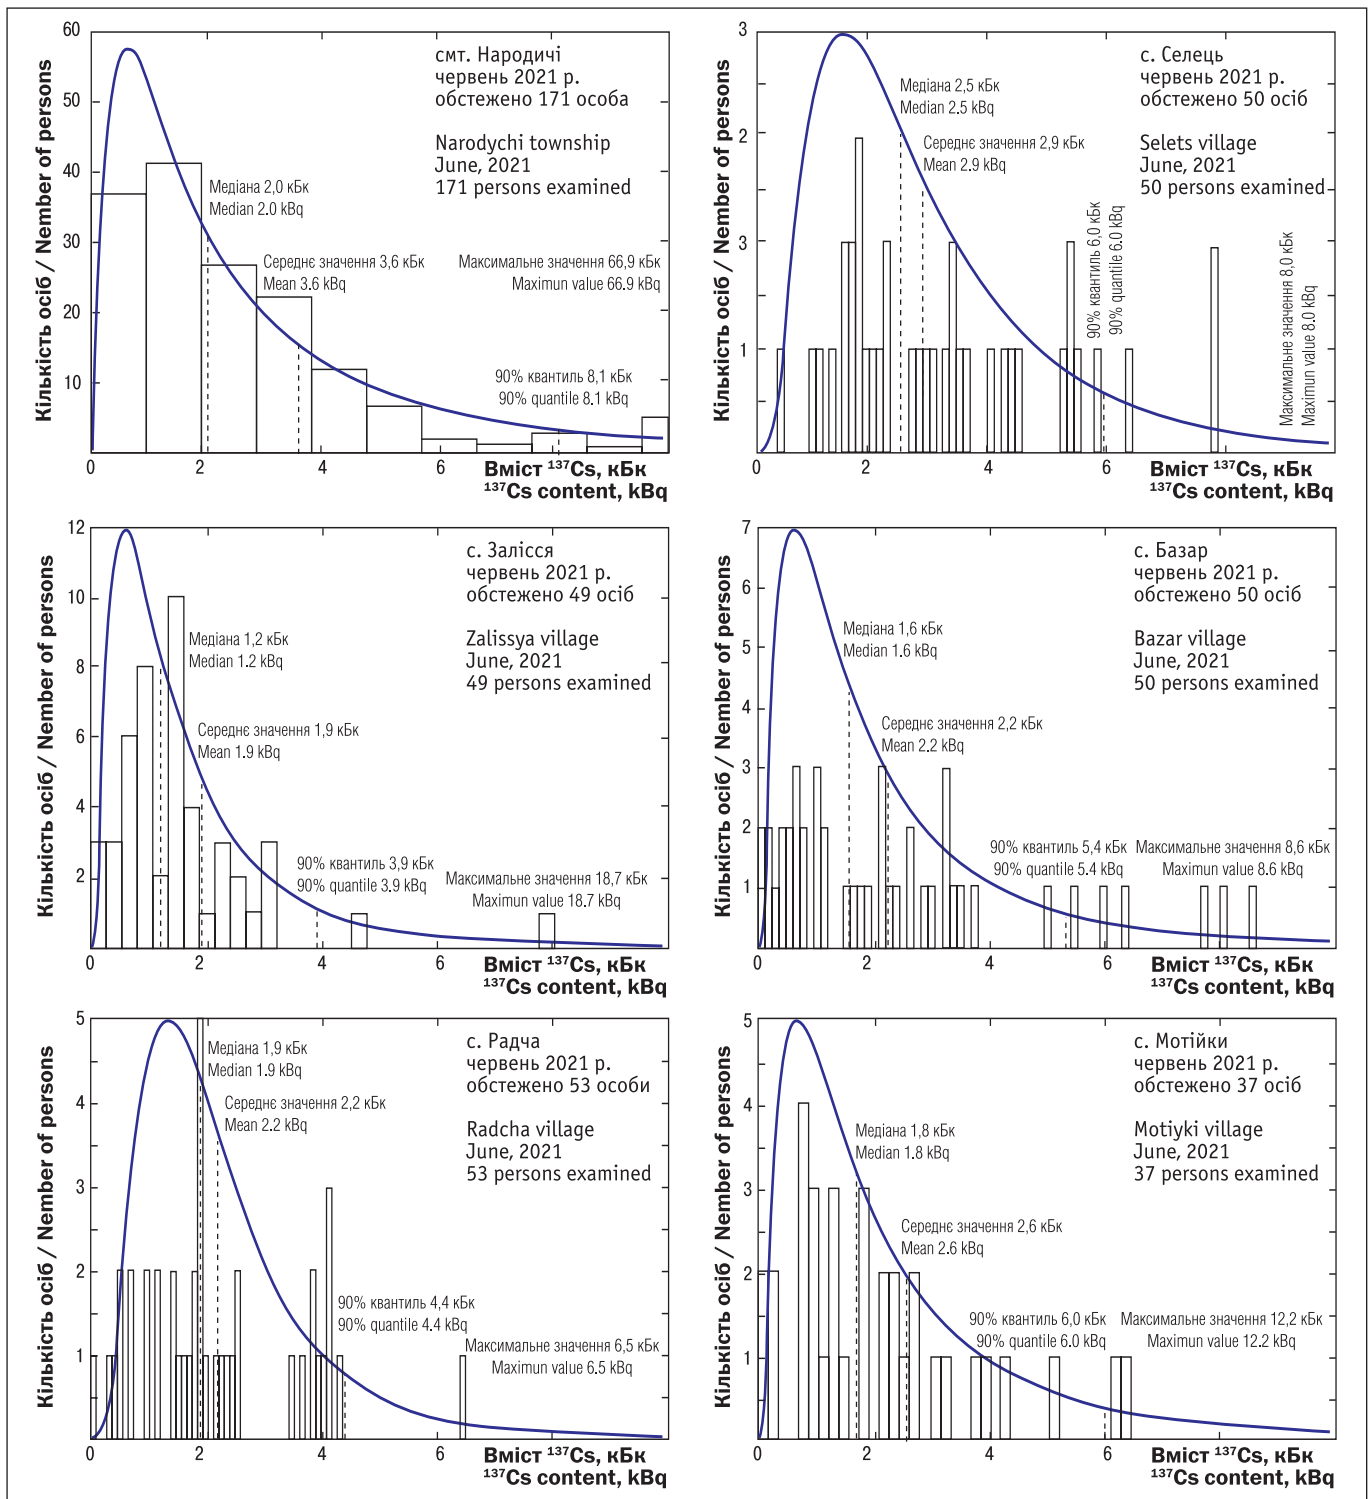 Кількість осіб / Nember of persons
60
50
40
30
20
10
0
2
4
6
смт. Народичі
червень 2021 р.
обстежено 171 особа
Narodychi township
June, 2021
171 persons examined
Медіана 2,0 кБк
Median 2.0 kBq
Середнє значення 3,6 кБк
Mean 3.6 kBq
Максимальне значення 66,9 кБк
Maximun value 66.9 kBq
90% квантиль 8,1 кБк
90% quantile 8.1 kBq
Вміст ¹³⁷Cs, кБк
¹³⁷Cs content, kBq
Кількість осіб / Nember of persons
3
2
3
1
0
2
4
6
с. Селець
червень 2021 р.
обстежено 50 осіб
Selets village
June, 2021
50 persons examined
Медіана 2,5 кБк
Median 2.5 kBq
Середнє значення 2,9 кБк
Mean 2.9 kBq
90% квантиль 6,0 кБк
90% quantile 6.0 kBq
Максимальне значення 8,0 кБк
Maximun value 8.0 kBq
Вміст ¹³⁷Cs, кБк
¹³⁷Cs content, kBq
Кількість осіб / Nember of persons
12
10
8
6
4
2
0
2
4
6
с. Залісся
червень 2021 р.
обстежено 49 осіб
Zalissya village
June, 2021
49 persons examined
Медіана 1,2 кБк
Median 1.2 kBq
Середнє значення 1,9 кБк
Mean 1.9 kBq
90% квантиль 3,9 кБк
90% quantile 3.9 kBq
Максимальне значення 18,7 кБк
Maximun value 18.7 kBq
Вміст ¹³⁷Cs, кБк
¹³⁷Cs content, kBq
Кількість осіб / Nember of persons
7
6
5
4
3
2
1
0
2
4
6
с. Базар
червень 2021 р.
обстежено 50 осіб
Bazar village
June, 2021
50 persons examined
Медіана 1,6 кБк
Median 1.6 kBq
Середнє значення 2,2 кБк
Mean 2.2 kBq
90% квантиль 5,4 кБк
90% quantile 5.4 kBq
Максимальне значення 8,6 кБк
Maximun value 8.6 kBq
Вміст ¹³⁷Cs, кБк
¹³⁷Cs content, kBq
Кількість осіб / Nember of persons
5
4
3
2
1
0
2
4
6
с. Радча
червень 2021 р.
обстежено 53 особи
Radcha village
June, 2021
53 persons examined
Медіана 1,9 кБк
Median 1.9 kBq
Середнє значення 2,2 кБк
Mean 2.2 kBq
90% квантиль 4,4 кБк
90% quantile 4.4 kBq
Максимальне значення 6,5 кБк
Maximun value 6.5 kBq
Вміст ¹³⁷Cs, кБк
¹³⁷Cs content, kBq
Кількість осіб / Nember of persons
5
4
3
2
1
0
2
4
6
с. Мотійки
червень 2021 р.
обстежено 37 осіб
Motiyki village
June, 2021
37 persons examined
Медіана 1,8 кБк
Median 1.8 kBq
Середнє значення 2,6 кБк
Mean 2.6 kBq
90% квантиль 6,0 кБк
90% quantile 6.0 kBq
Максимальне значення 12,2 кБк
Maximun value 12.2 kBq
Вміст ¹³⁷Cs, кБк
¹³⁷Cs content, kBq